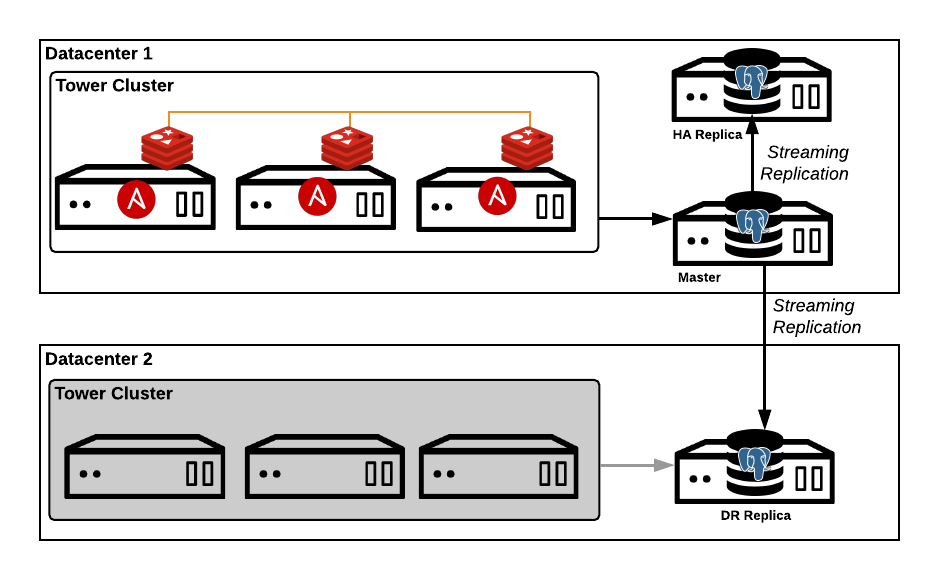 Datacenter 1
Tower Cluster
HA Replica
Streaming
Replication
Master
Streaming
Replication
Datacenter 2
Tower Cluster
DR Replica